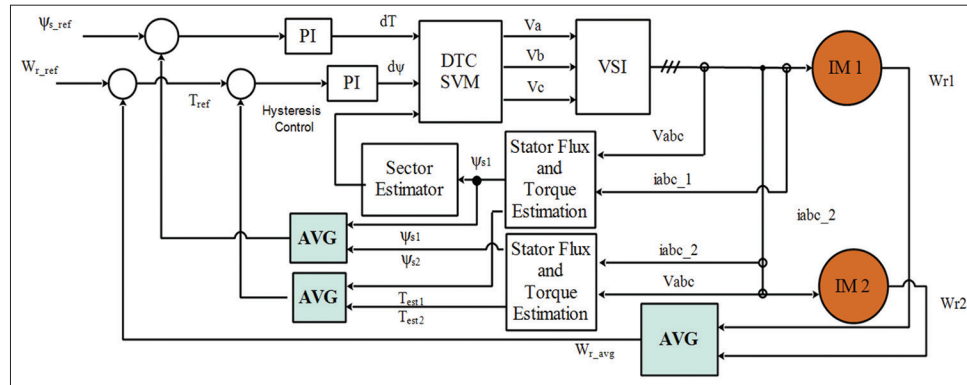 Ψs_ref
dT
Va
PI
DTC
SVM
Vb
VSI
IM 1
Wr_ref
dψ
PI
Vc
Wr1
Tref
Hysteresis
Control
Vabc
Stator Flux
and
Torque
Estimation
Ψs1
Sector
Estimator
iabc_1
iabc_2
AVG
Ψs1
Ψs2
Stator Flux
and
Torque
Estimation
iabc_2
Vabc
IM 2
AVG
Test1
Test2
Wr2
AVG
Wr_avg